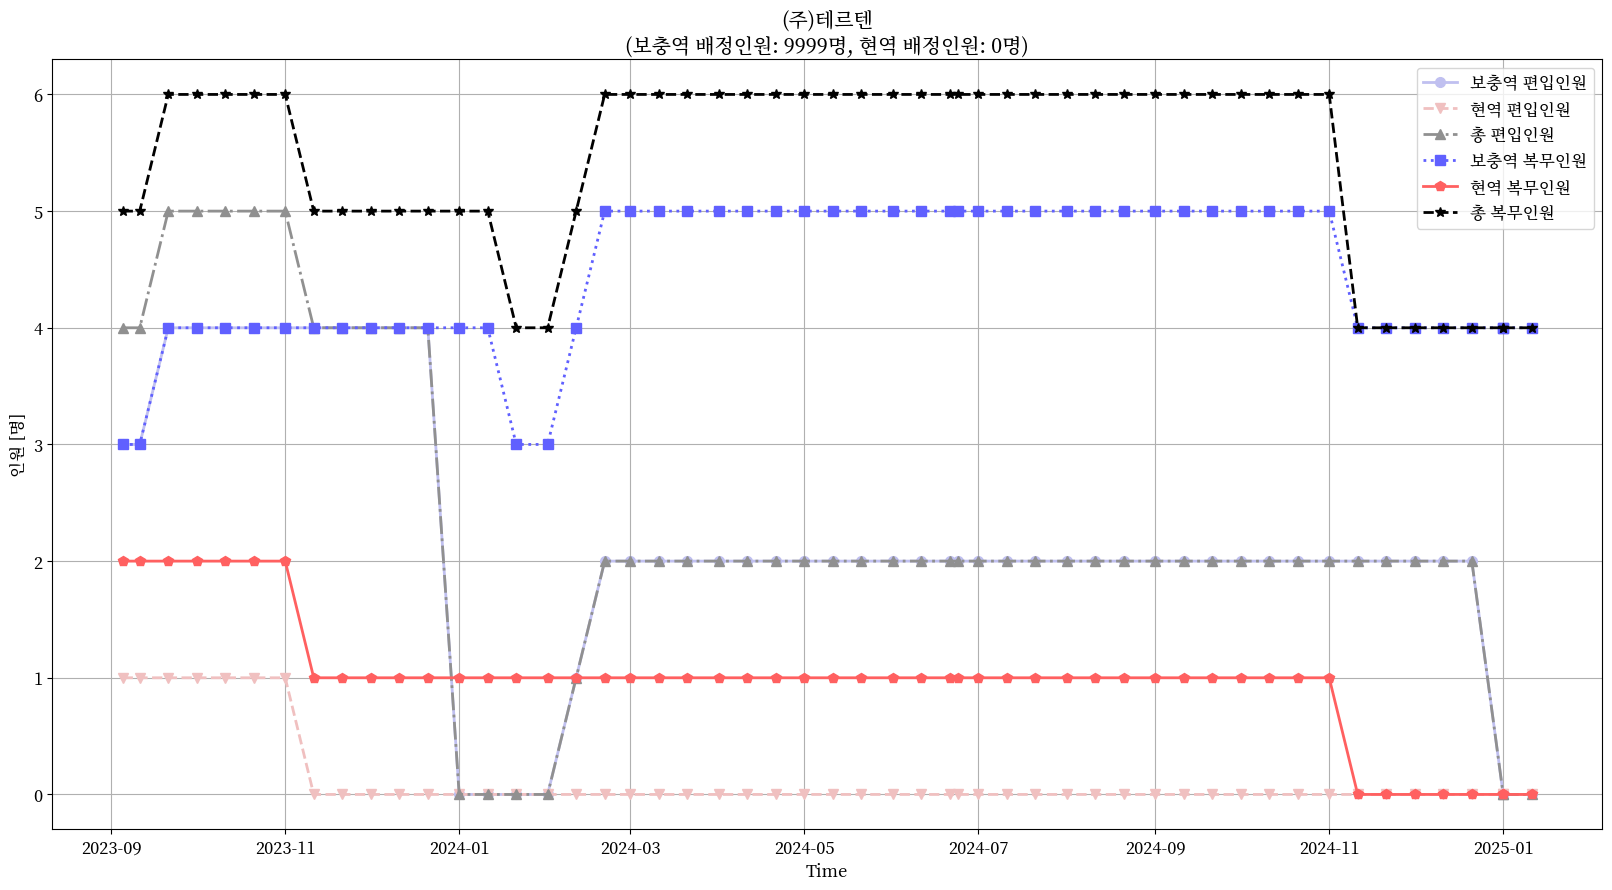 (주)테르텐
(보충역 배정인원: 9999명, 현역 배정인원: 0명)
보충역 편입인원
현역 편입인원
총 편입인원
보충역 복무인원
현역 복무인원
총 복무인원
인원 [명]
6
5
4
3
2
1
0
2023-09
2023-11
2024-01
2024-03
2024-05
2024-07
2024-09
2024-11
2025-01
Time